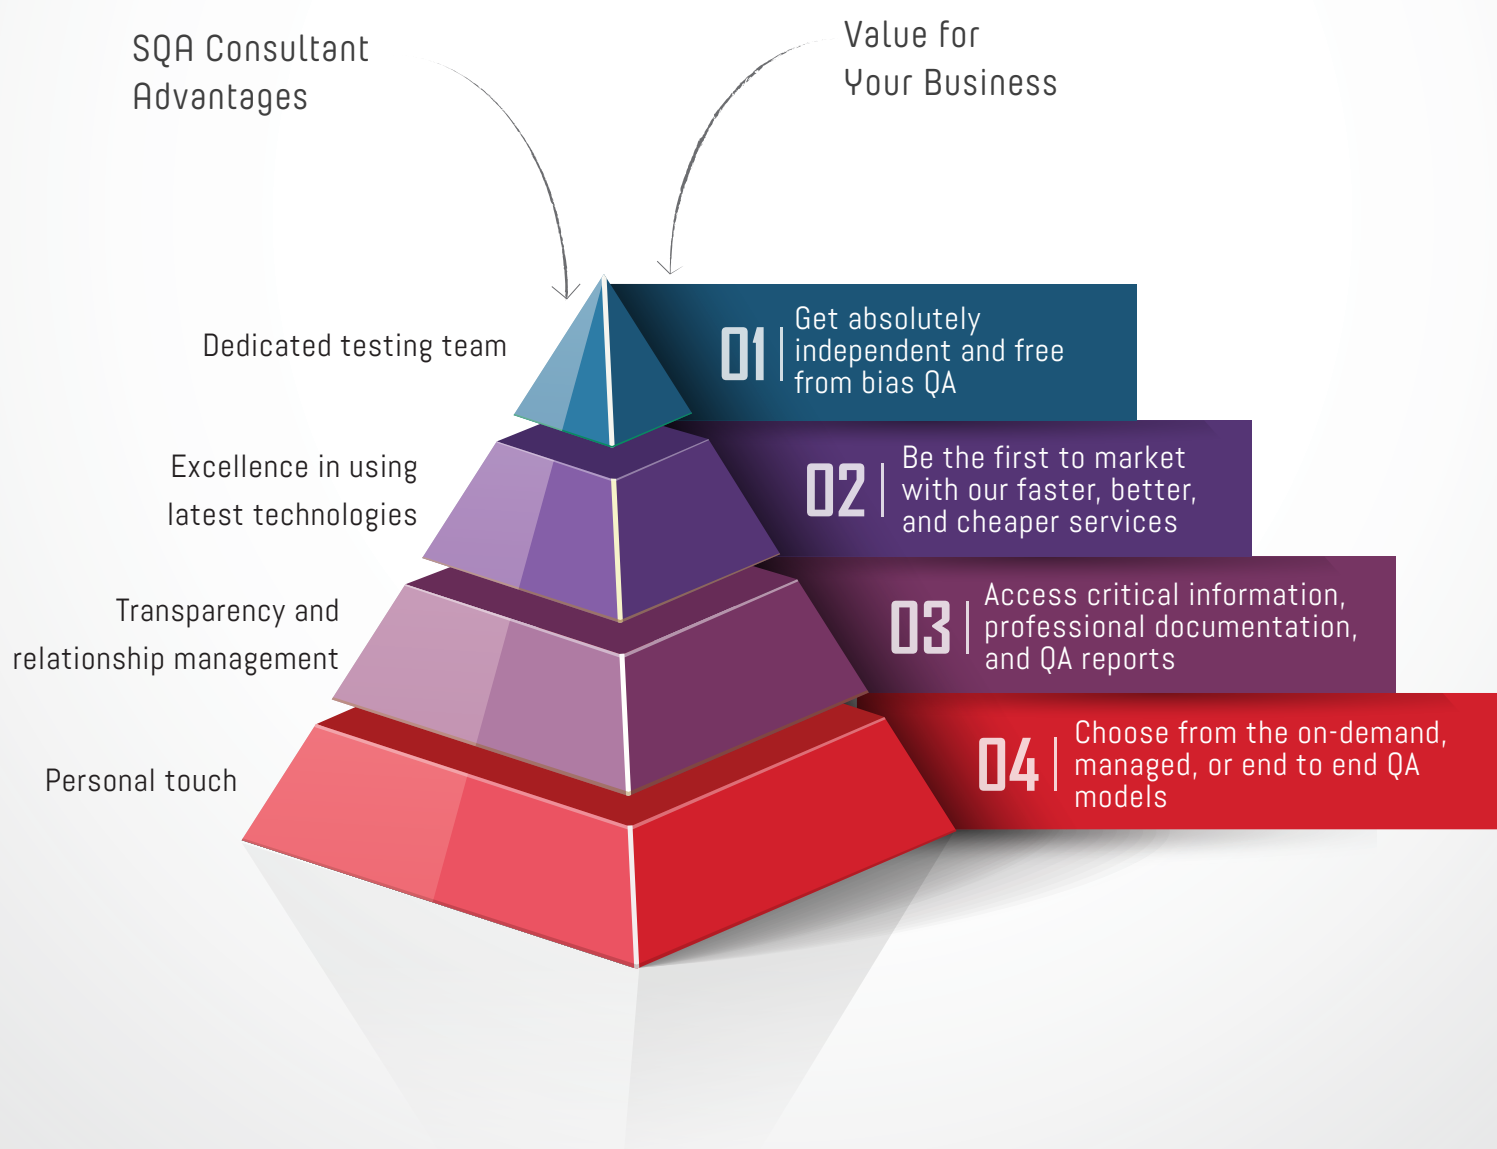 SQA Consultant
Advantages
Value for
Your Business
Dedicated testing team
01
Get absolutely
independent and free
from bias QA
Excellence in using
latest technologies
02
Be the first to market
with our faster, better,
and cheaper services
Transparency and
relationship management
03
Access critical information,
professional documentation,
and QA reports
Personal touch
04
Choose from the on-demand,
managed, or end to end QA
models